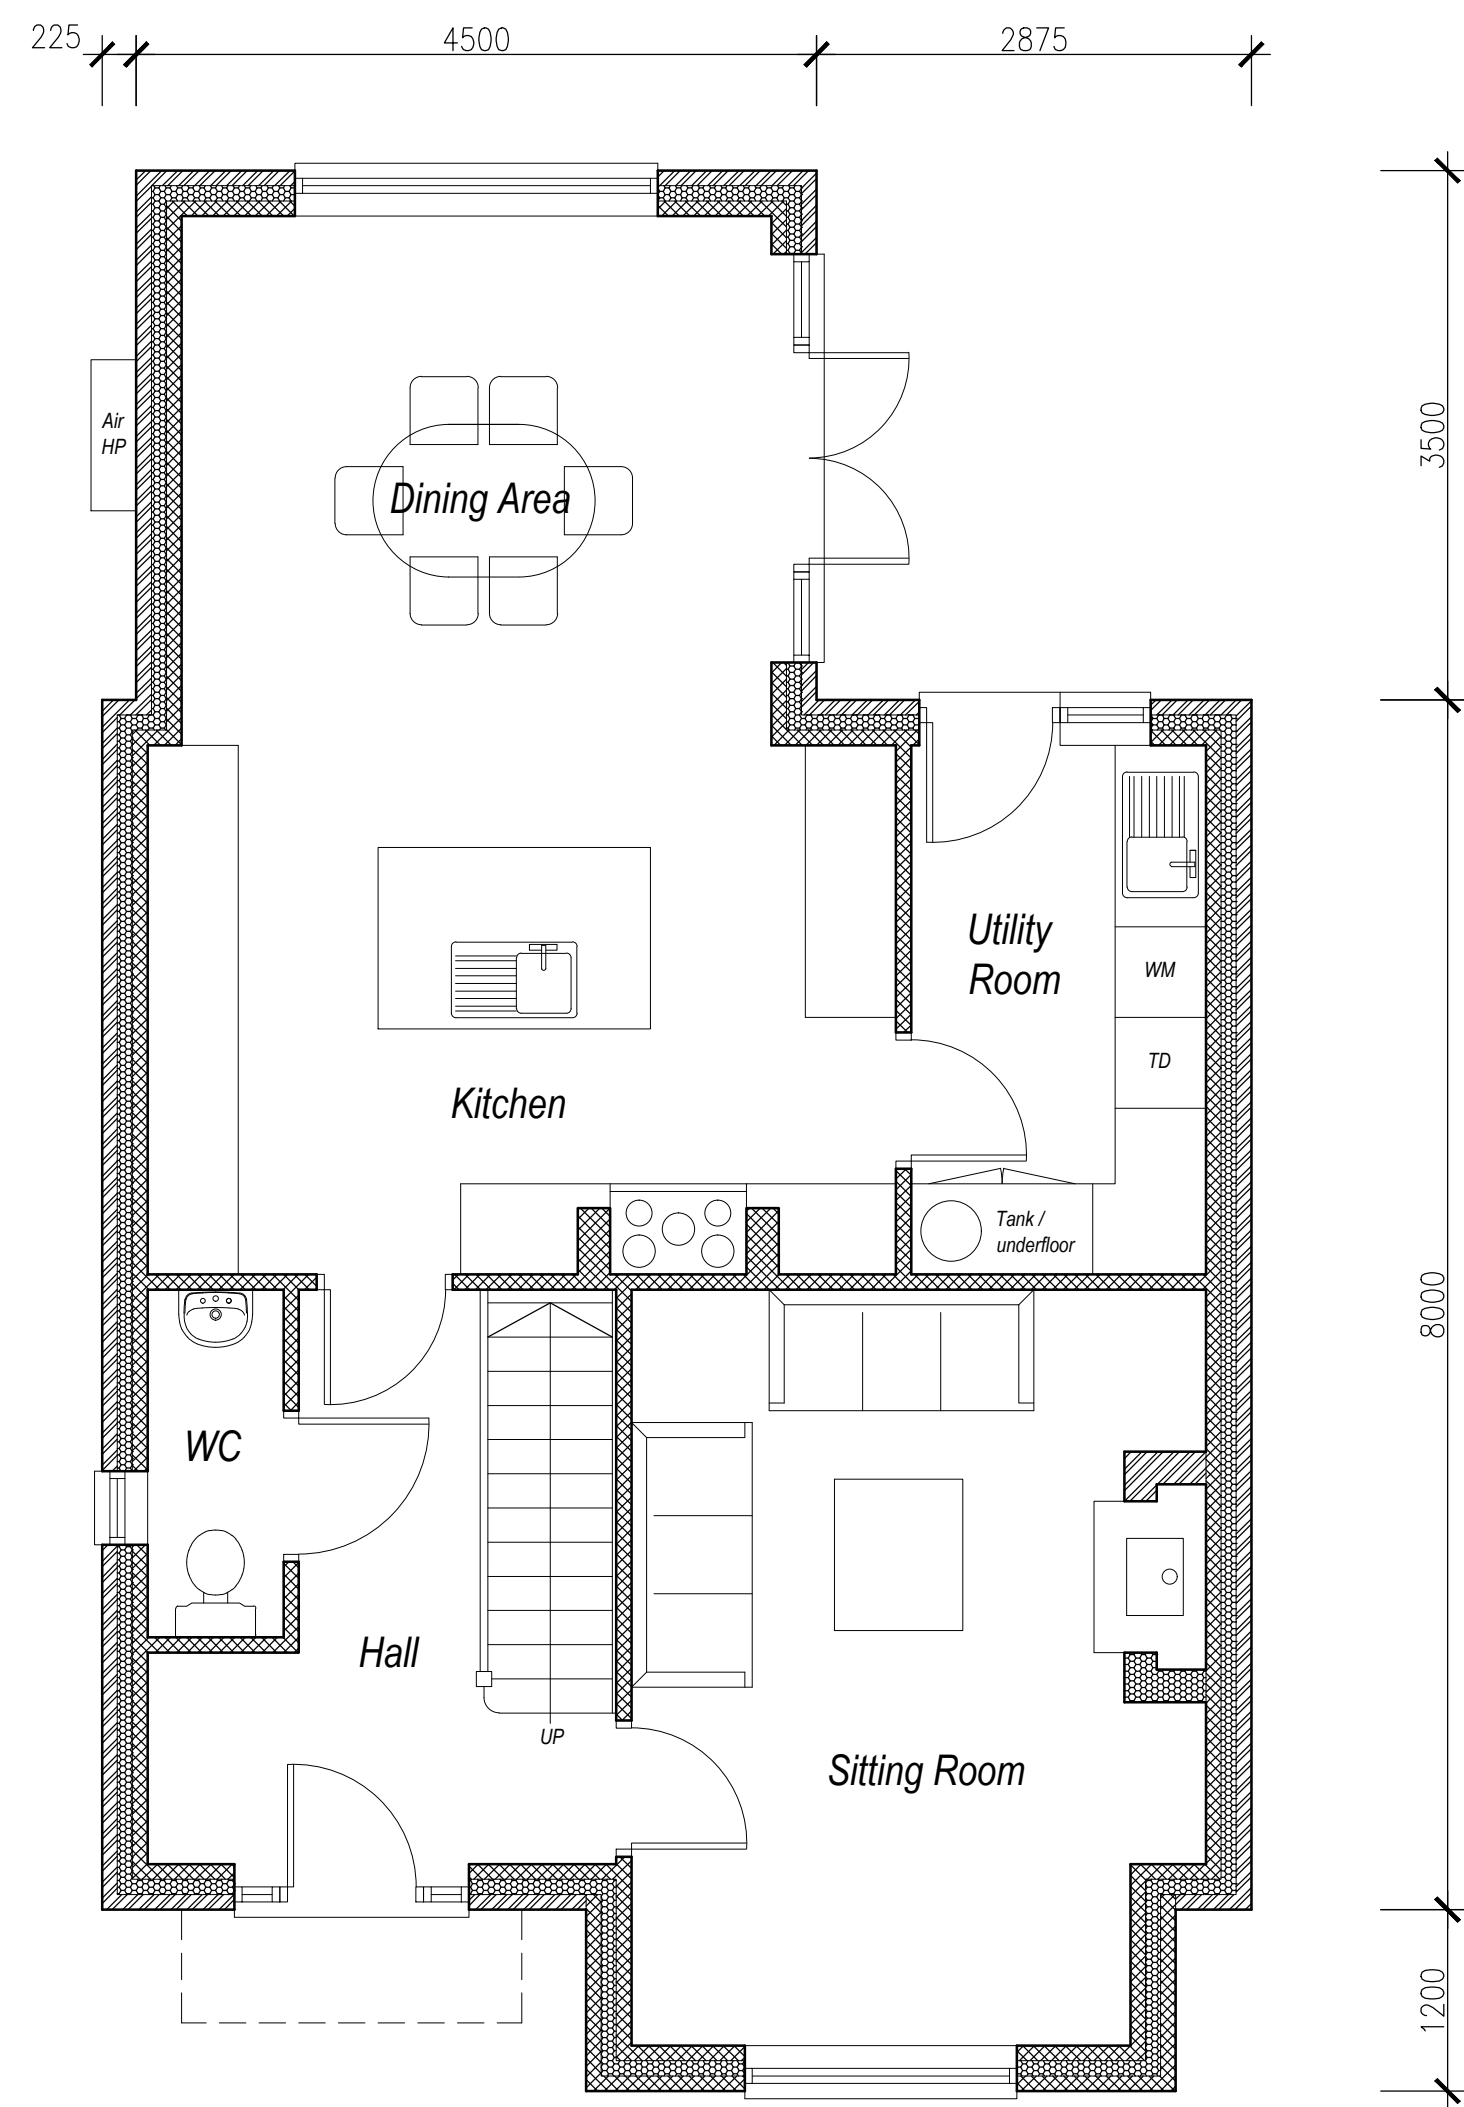 225
4500
2875
3500
Air
HP
Dining Area
Utility
Room
WM
TD
Kitchen
Tank /
underfloor
8000
WC
Hall
UP
Sitting Room
1200